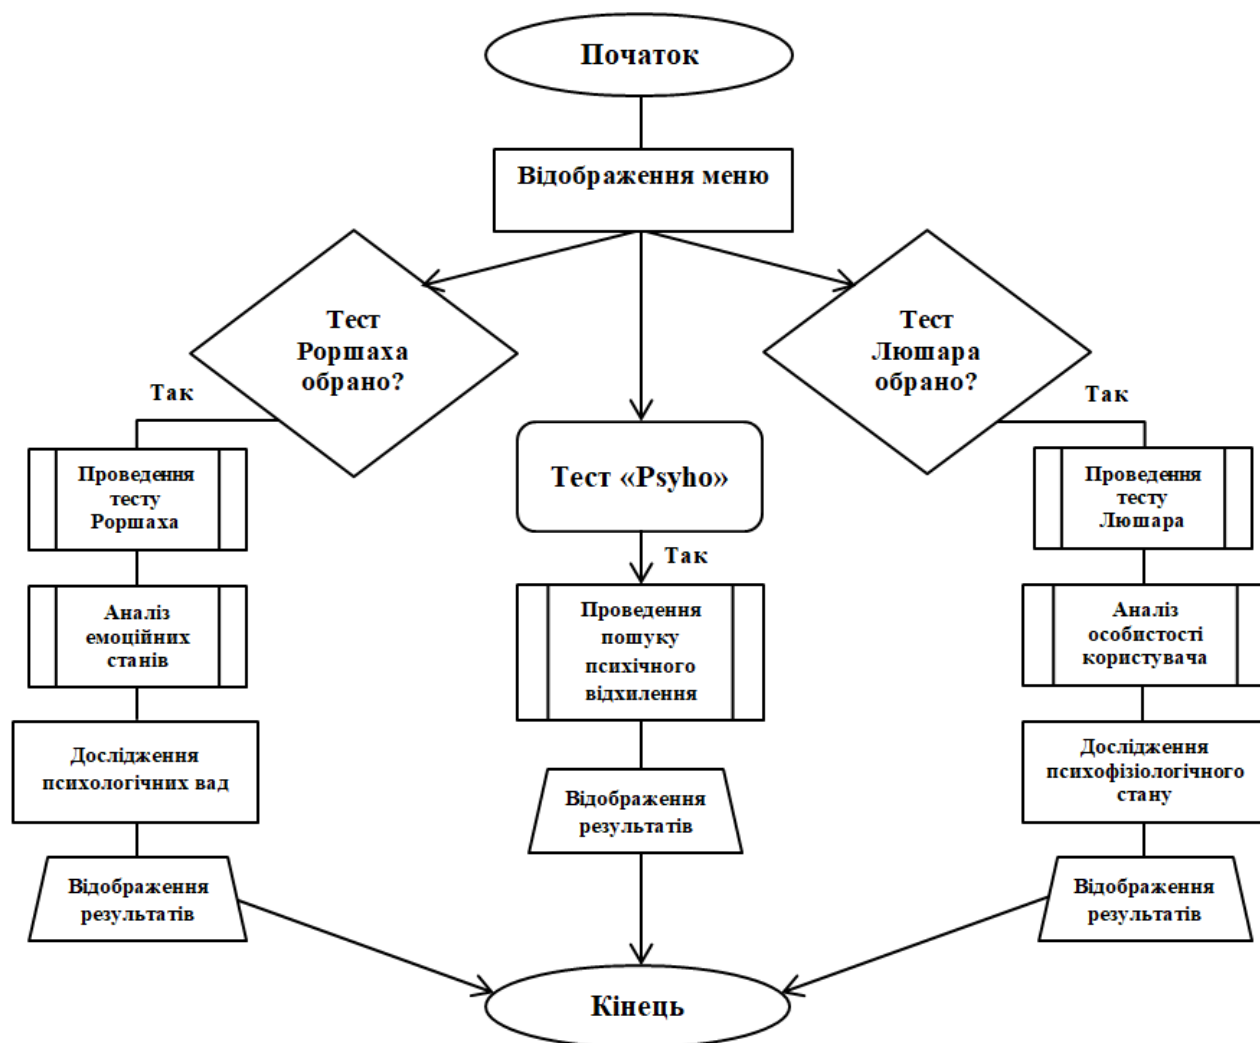 Початок
Відображення меню
Тест
Роршаха
обрано?
Тест
Люшара
обрано?
Так
Так
Тест «Psyho»
Проведення
тесту
Роршаха
Проведення
тесту
Люшара
Так
Аналіз
емоційних
станів
Проведення
пошуку
психічного
відхилення
Аналіз
особистості
користувача
Дослідження
психологічних вад
Дослідження
психофізіологічного
стану
Відображення
результатів
Відображення
результатів
Відображення
результатів
Кінець